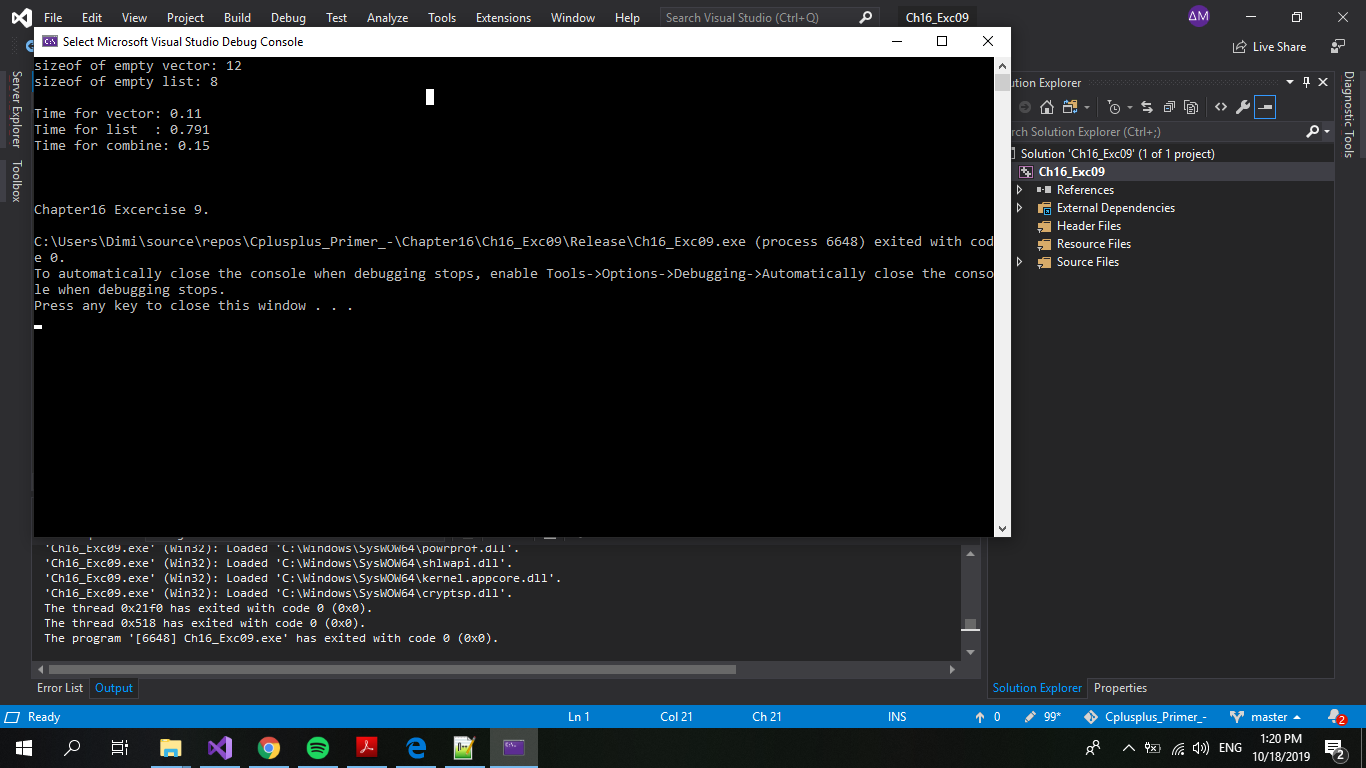 File Edit View Project Build Debug Test Analyze Tools Extensions Window Help Search Visual Studio (Ctrl+Q) Ch16_Exc09 ΔM
Select Microsoft Visual Studio Debug Console
Live Share
sizeof of empty vector: 12
sizeof of empty list: 8
Time for vector: 0.11
Time for list  : 0.791
Time for combine: 0.15
Chapter16 Excercise 9.
C:\Users\Dimi\source\repos\Cplusplus_Primer_-\Chapter16\Ch16_Exc09\Release\Ch16_Exc09.exe (process 6648) exited with cod
e 0.
To automatically close the console when debugging stops, enable Tools->Options->Debugging->Automatically close the conso
le when debugging stops.
Press any key to close this window . . .
Server Explorer
Toolbox
ution Explorer
rch Solution Explorer (Ctrl+;)
Solution 'Ch16_Exc09' (1 of 1 project)
Ch16_Exc09
References
External Dependencies
Header Files
Resource Files
Source Files
Diagnostic Tools
'Ch16_Exc09.exe' (Win32): Loaded 'C:\Windows\SysWOW64\powrprof.dll'.
'Ch16_Exc09.exe' (Win32): Loaded 'C:\Windows\SysWOW64\shlwapi.dll'.
'Ch16_Exc09.exe' (Win32): Loaded 'C:\Windows\SysWOW64\kernel.appcore.dll'.
'Ch16_Exc09.exe' (Win32): Loaded 'C:\Windows\SysWOW64\cryptsp.dll'.
The thread 0x21f0 has exited with code 0 (0x0).
The thread 0x518 has exited with code 0 (0x0).
The program '[6648] Ch16_Exc09.exe' has exited with code 0 (0x0).
Error List Output
Solution Explorer Properties
Ready Ln 1 Col 21 Ch 21 INS 0 99* Cplusplus_Primer_- master 2
ENG
1:20 PM
10/18/2019
2